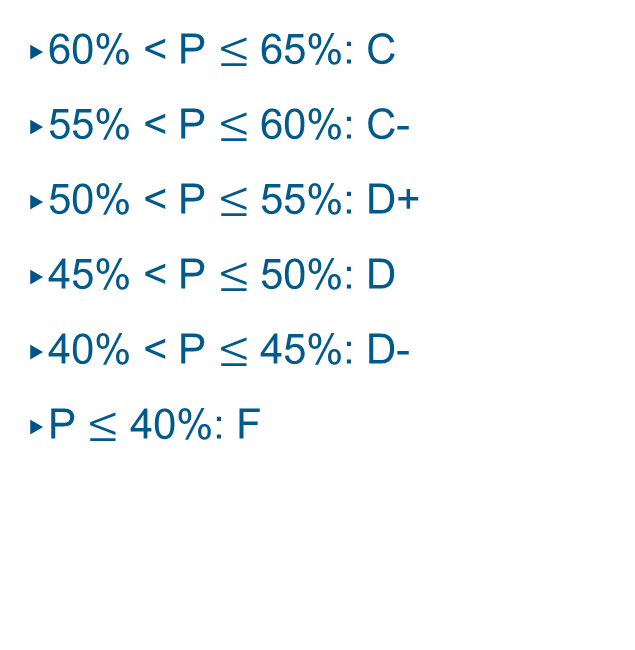 ▸60% < P ≤ 65%: C
▸55% < P ≤ 60%: C-
▸50% < P ≤ 55%: D+
▸45% < P ≤ 50%: D
▸40% < P ≤ 45%: D-
▸P ≤ 40%: F